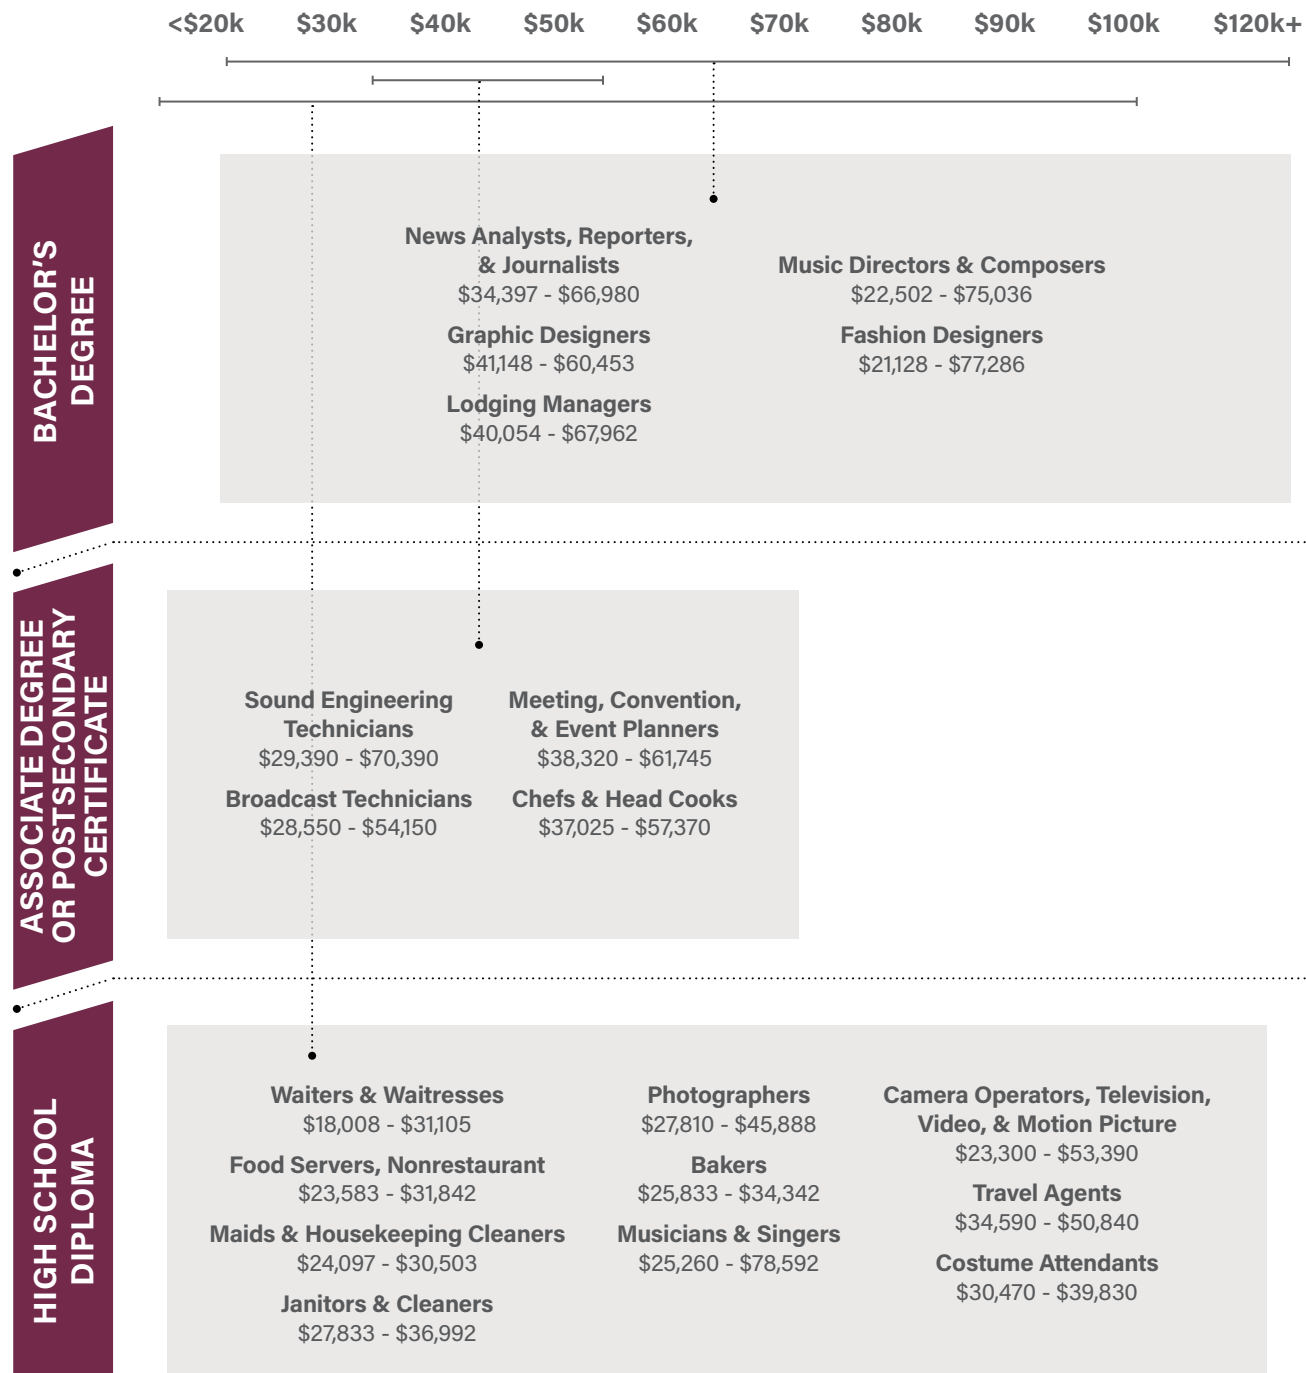 <$20k $30k $40k $50k $60k $70k $80k $90k $100k $120k+
BACHELOR'S
DEGREE
News Analysts, Reporters,
& Journalists
$34,397 - $66,980
Graphic Designers
$41,148 - $60,453
Lodging Managers
$40,054 - $67,962
Music Directors & Composers
$22,502 - $75,036
Fashion Designers
$21,128 - $77,286
ASSOCIATE DEGREE
OR POSTSECONDARY
CERTIFICATE
Sound Engineering
Technicians
$29,390 - $70,390
Broadcast Technicians
$28,550 - $54,150
Meeting, Convention,
& Event Planners
$38,320 - $61,745
Chefs & Head Cooks
$37,025 - $57,370
HIGH SCHOOL
DIPLOMA
Waiters & Waitresses
$18,008 - $31,105
Food Servers, Nonrestaurant
$23,583 - $31,842
Maids & Housekeeping Cleaners
$24,097 - $30,503
Janitors & Cleaners
$27,833 - $36,992
Photographers
$27,810 - $45,888
Bakers
$25,833 - $34,342
Musicians & Singers
$25,260 - $78,592
Camera Operators, Television,
Video, & Motion Picture
$23,300 - $53,390
Travel Agents
$34,590 - $50,840
Costume Attendants
$30,470 - $39,830